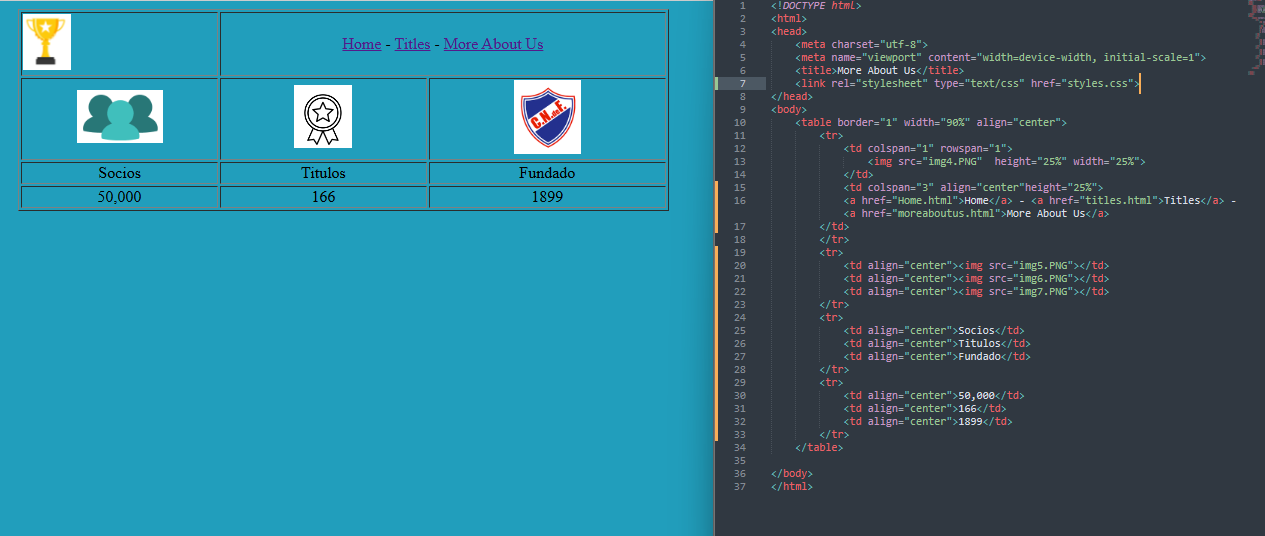 Home - Titles - More About Us
C.N.deF.
Socios
Titulos
Fundado
50,000
166
1899
1 <!DOCTYPE html>
2 <html>
3 <head>
4 <meta charset="utf-8">
5 <meta name="viewport" content="width=device-width, initial-scale=1">
6 <title>More About Us</title>
7 <link rel="stylesheet" type="text/css" href="styles.css">
8 </head>
9 <body>
10 <table border="1" width="90%" align="center">
11 <tr>
12 <td colspan="1" rowspan="1">
13 <img src="img4.PNG"  height="25%" width="25%">
14 </td>
15 <td colspan="3" align="center"height="25%">
16 <a href="Home.html">Home</a> - <a href="titles.html">Titles</a> -
<a href="moreaboutus.html">More About Us</a>
17 </td>
18 </tr>
19 <tr>
20 <td align="center"><img src="img5.PNG"></td>
21 <td align="center"><img src="img6.PNG"></td>
22 <td align="center"><img src="img7.PNG"></td>
23 </tr>
24 <tr>
25 <td align="center">Socios</td>
26 <td align="center">Titulos</td>
27 <td align="center">Fundado</td>
28 </tr>
29 <tr>
30 <td align="center">50,000</td>
31 <td align="center">166</td>
32 <td align="center">1899</td>
33 </tr>
34 </table>
35
36 </body>
37 </html>